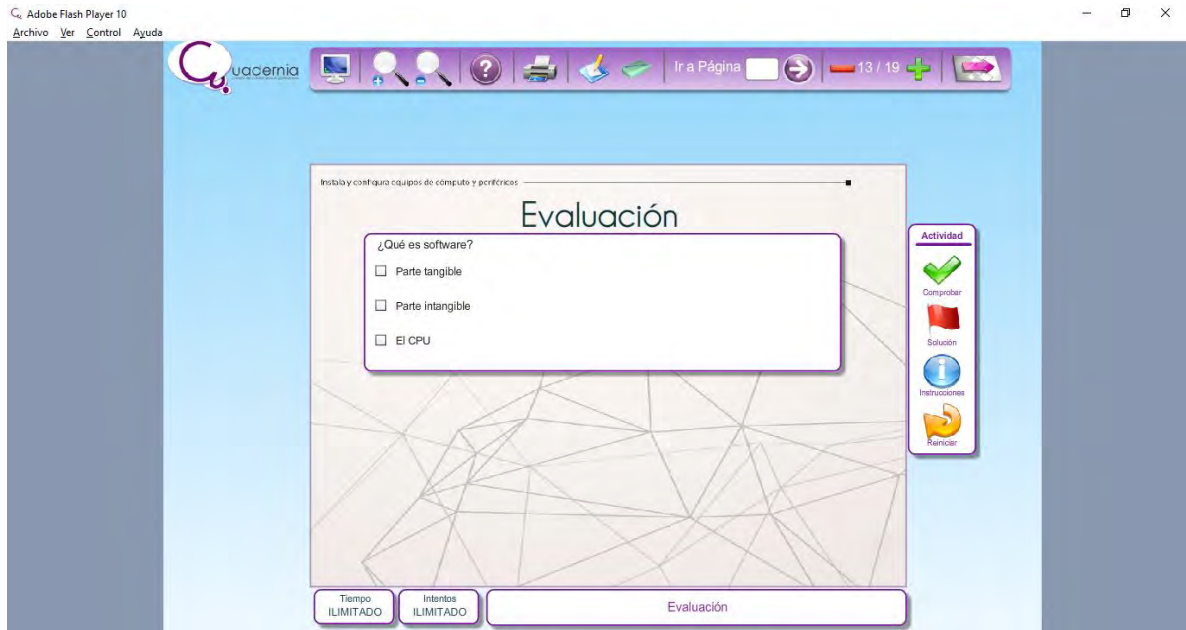 Adobe Flash Player 10
Archivo Ver Control Ayuda
Cuadernia
Ir a Página
13 / 19
Instala y configura equipos de cómputo y periféricos
Evaluación
¿Qué es software?
Parte tangible
Parte intangible
El CPU
Actividad
Comprobar
Solución
Instrucciones
Reiniciar
Tiempo
ILIMITADO
Intentos
ILIMITADO
Evaluación